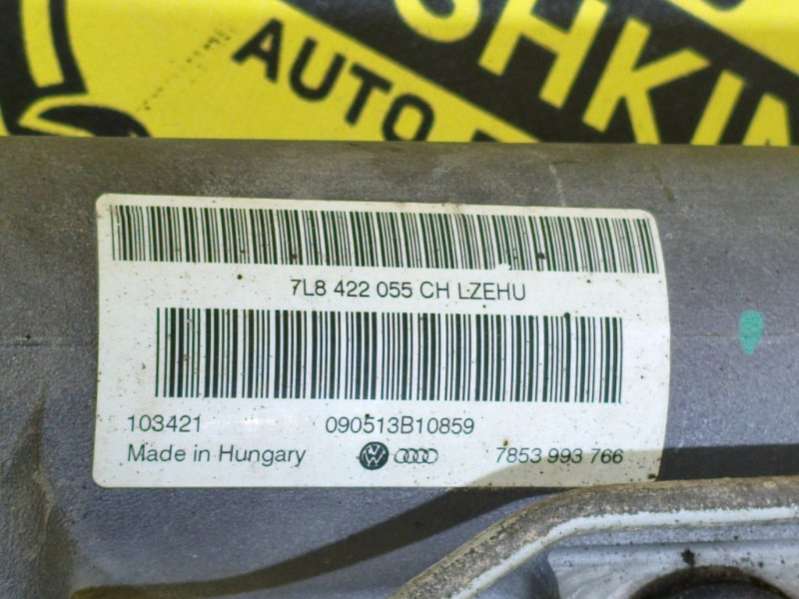 SHKIN
AUTO
7L8 422 055 CH LZEHU
103421 090513B10859
Made in Hungary 7853 993 766